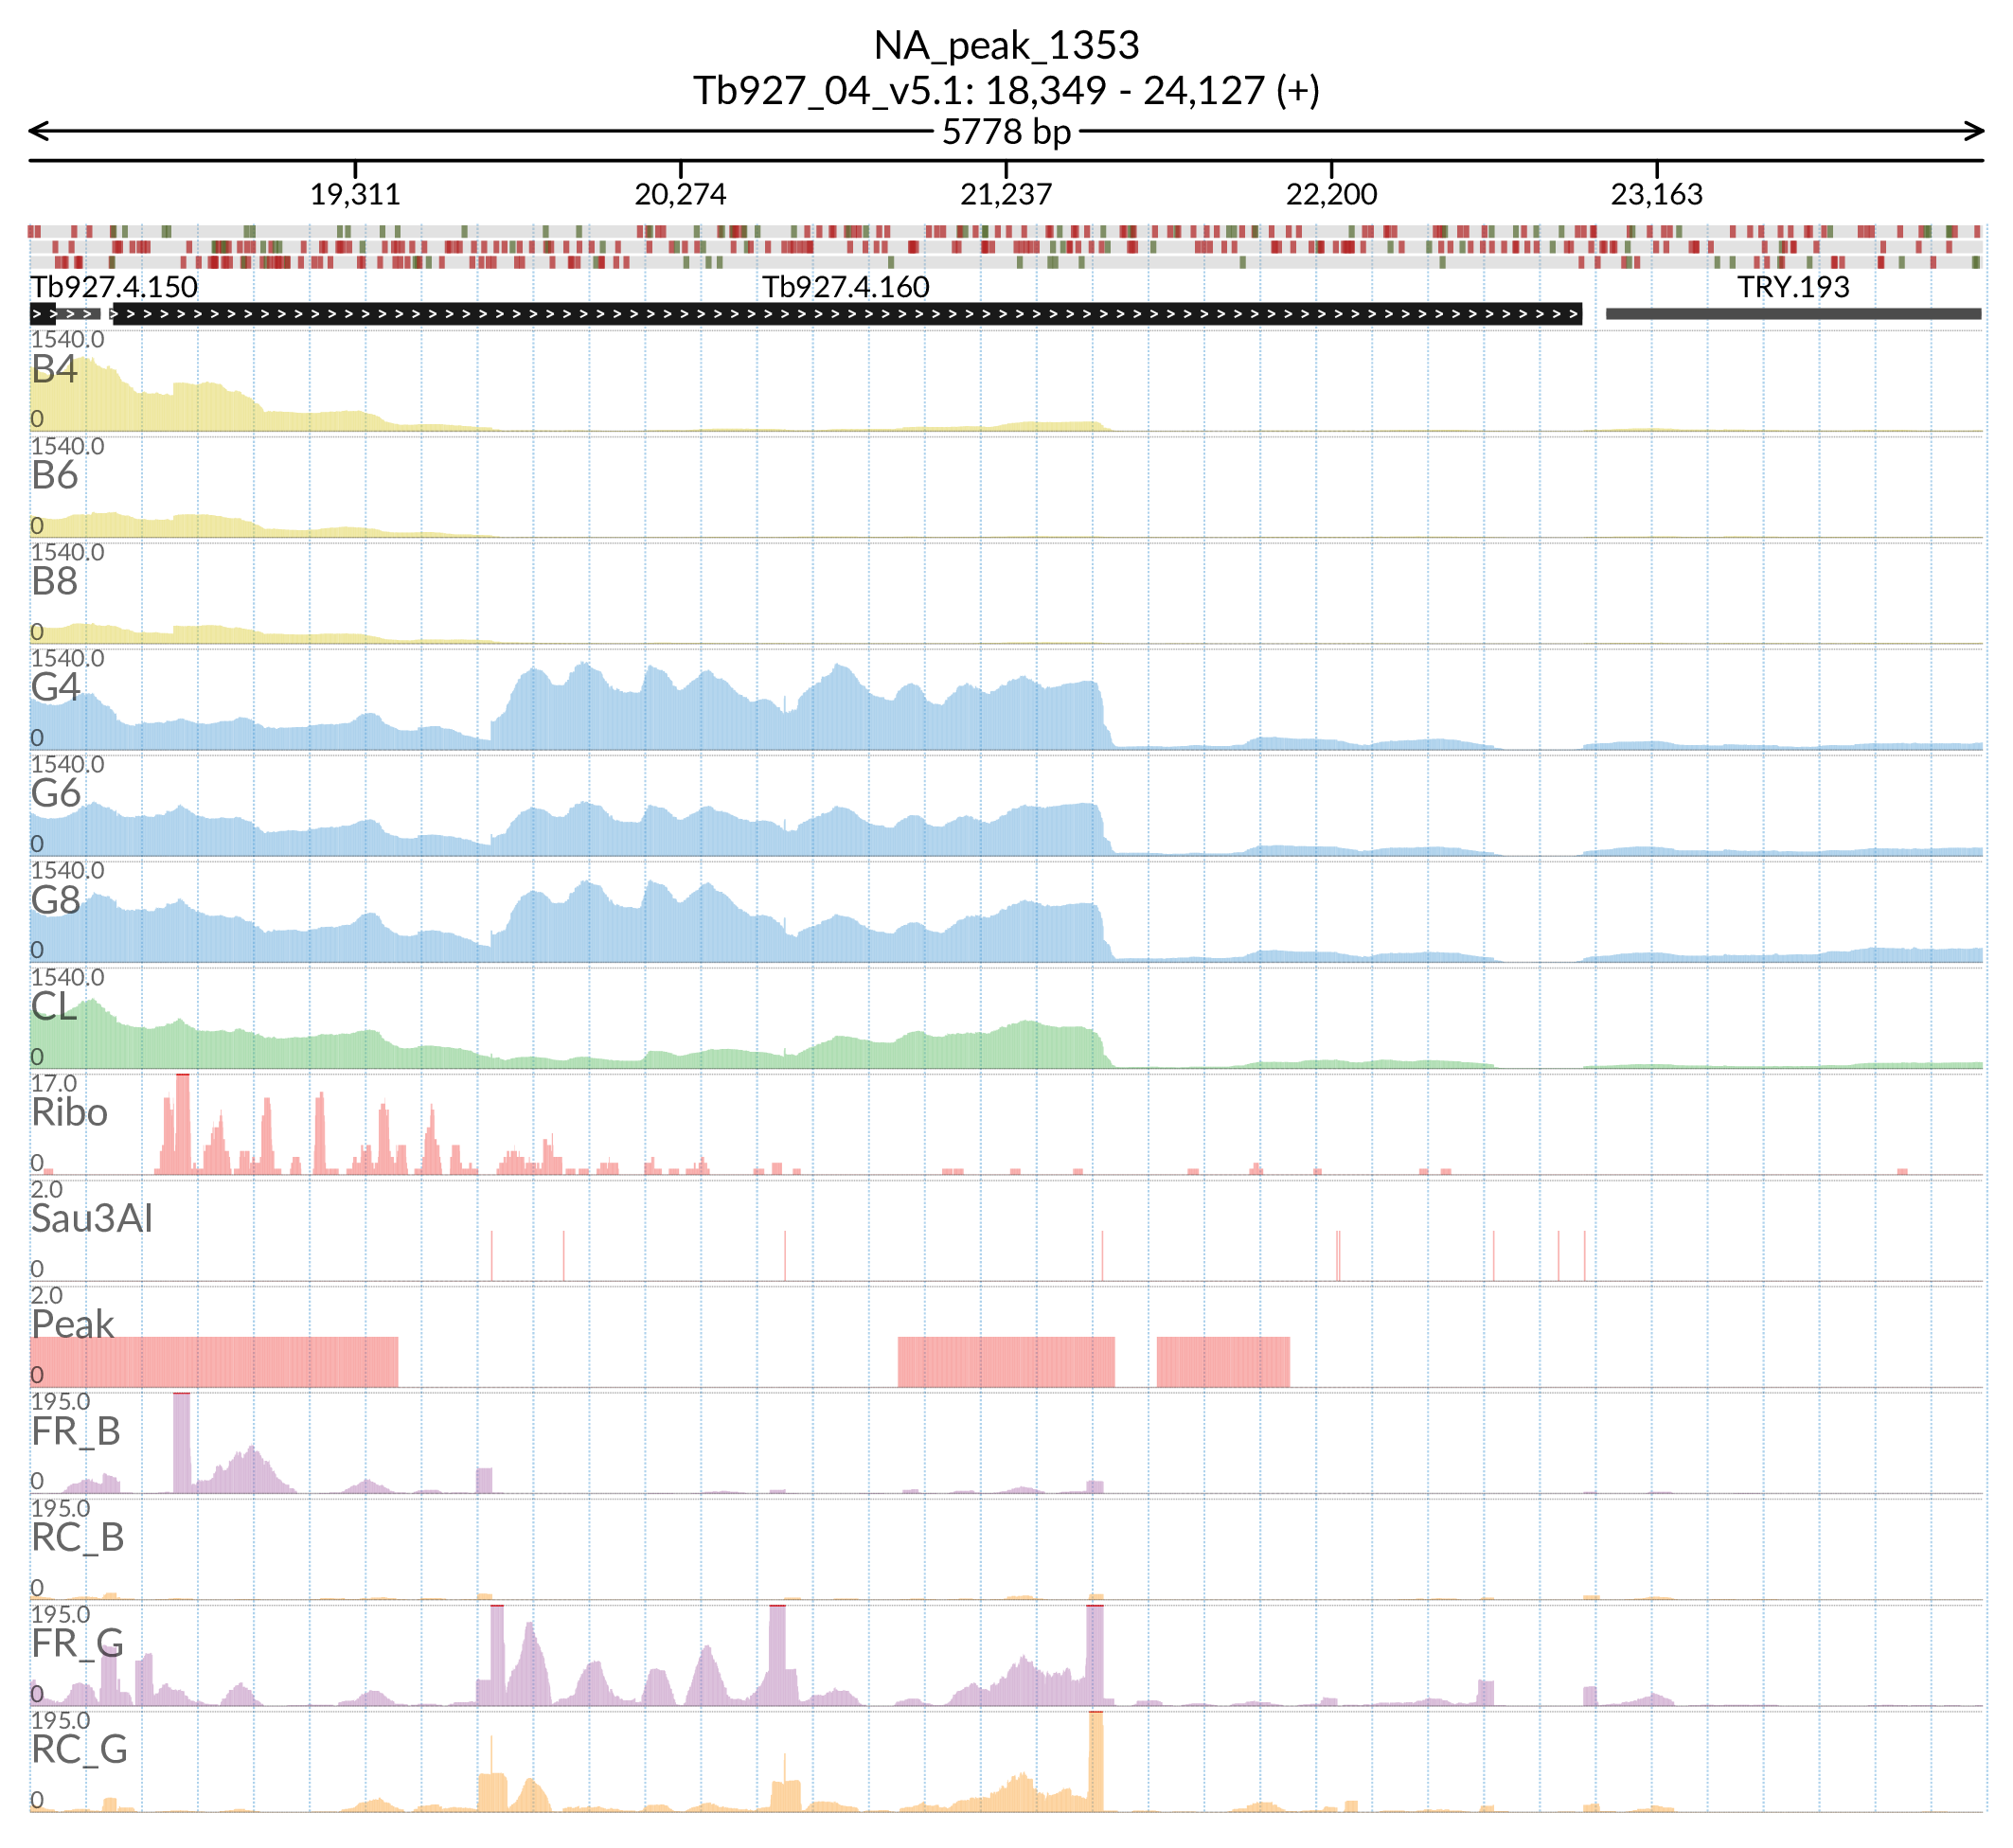 NA_peak_1353
Tb927_04_v5.1: 18,349 - 24,127 (+)
5778 bp
19,311 20,274 21,237 22,200 23,163
Tb927.4.150 Tb927.4.160 TRY.193
1540.0
B4
0
1540.0
B6
0
1540.0
B8
0
1540.0
G4
0
1540.0
G6
0
1540.0
G8
0
1540.0
CL
0
17.0
Ribo
0
2.0
Sau3AI
0
2.0
Peak
0
195.0
FR_B
0
195.0
RC_B
0
195.0
FR_G
0
195.0
RC_G
0